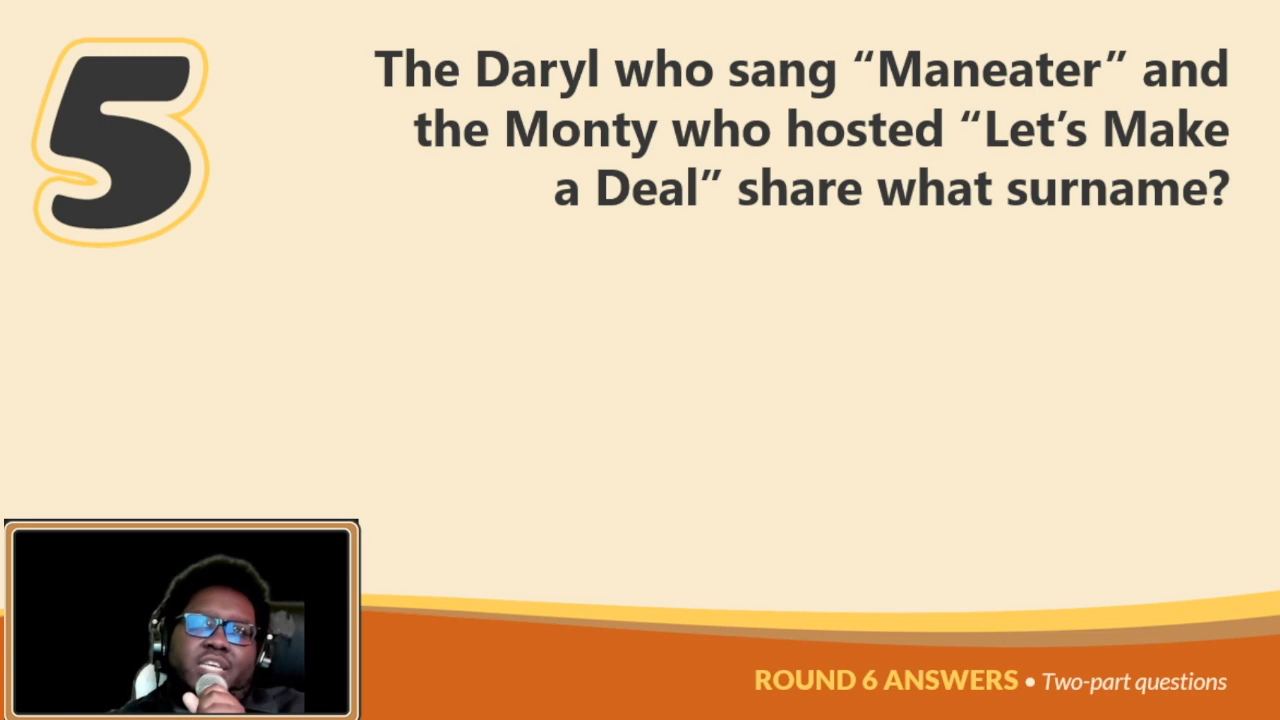 5
The Daryl who sang “Maneater” and
the Monty who hosted “Let’s Make
a Deal” share what surname?
ROUND 6 ANSWERS • Two-part questions